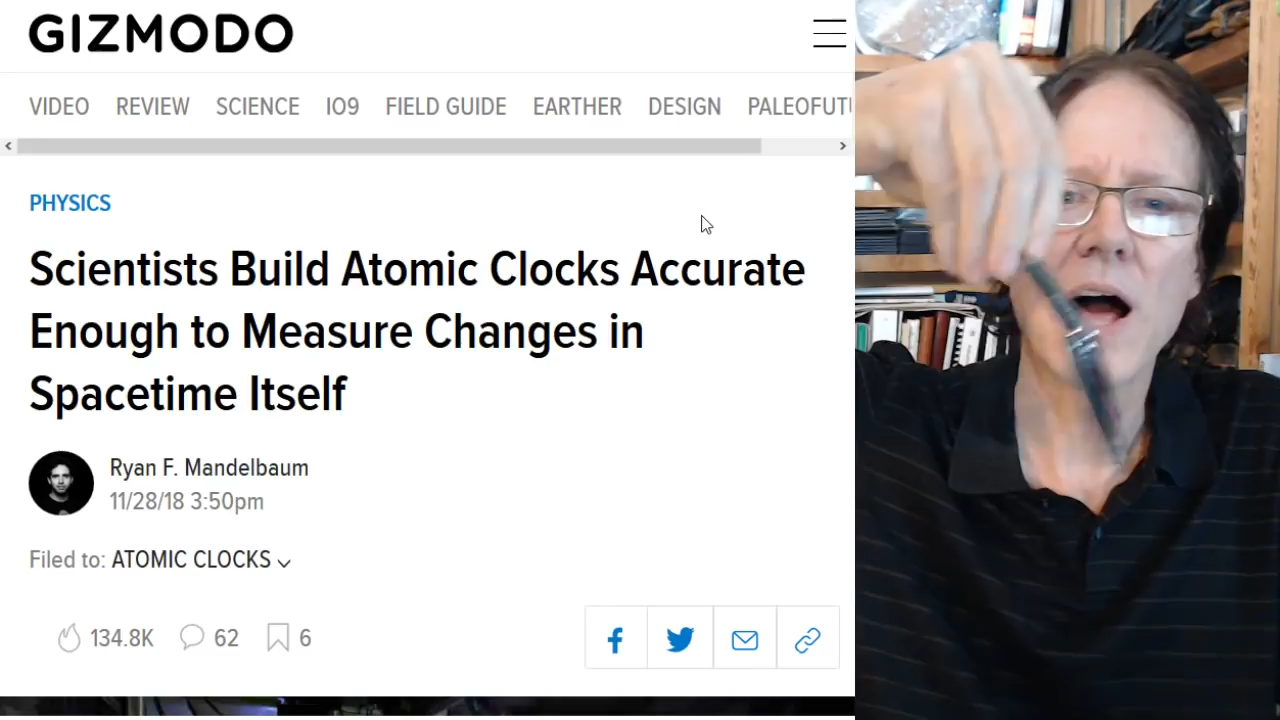 GIZMODO
VIDEO REVIEW SCIENCE IO9 FIELD GUIDE EARTHER DESIGN PALEOFUTU
PHYSICS
Scientists Build Atomic Clocks Accurate
Enough to Measure Changes in
Spacetime Itself
Ryan F. Mandelbaum
11/28/18 3:50pm
Filed to: ATOMIC CLOCKS
134.8K 62 6